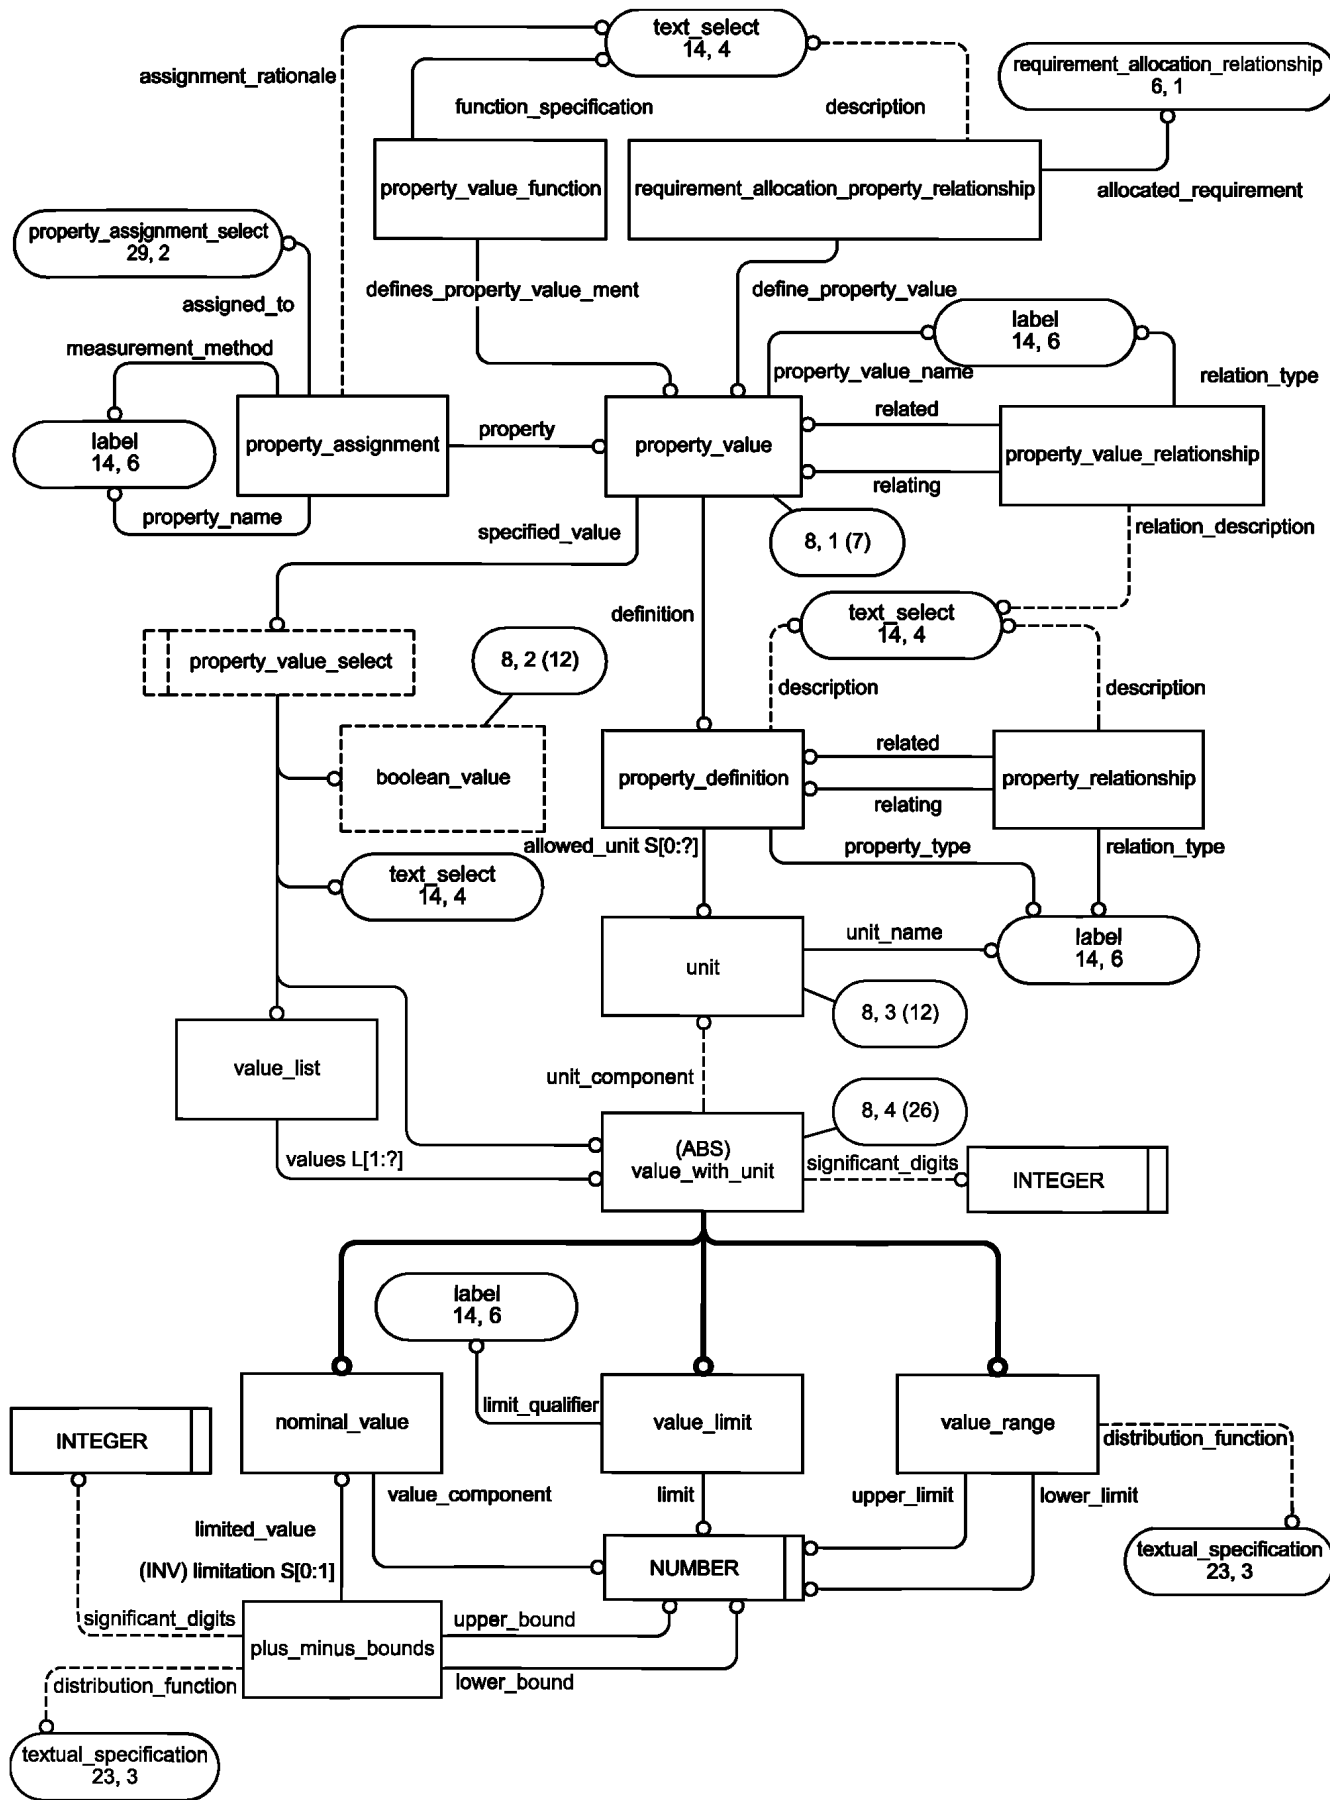 text_select
14, 4
requirement_allocation_relationship
6, 1
assignment_rationale
function_specification
description
property_value_function
requirement_allocation_property_relationship
allocated_requirement
property_assjgnment_select
29, 2
assigned_to
defines_property_value_ment
define_property_value
label
14, 6
measurement_method
property_value_name
relation_type
label
14, 6
property_assignment
property
property_value
related
relating
property_value_relationship
property_name
specified_value
8, 1 (7)
relation_description
definition
text_select
14, 4
property_value_select
8, 2 (12)
description
description
boolean_value
property_definition
related
relating
property_relationship
allowed_unit S[0:?]
property_type
relation_type
text_select
14, 4
unit
unit_name
label
14, 6
8, 3 (12)
value_list
unit_component
8, 4 (26)
values L[1:?]
(ABS)
value_with_unit
significant_digits
INTEGER
label
14, 6
nominal_value
limit_qualifier
value_limit
value_range
distribution_function
INTEGER
value_component
limit
upper_limit
lower_limit
limited_value
(INV) limitation S[0:1]
NUMBER
textual_specification
23, 3
significant_digits
plus_minus_bounds
upper_bound
lower_bound
distribution_function
textual_specification
23, 3